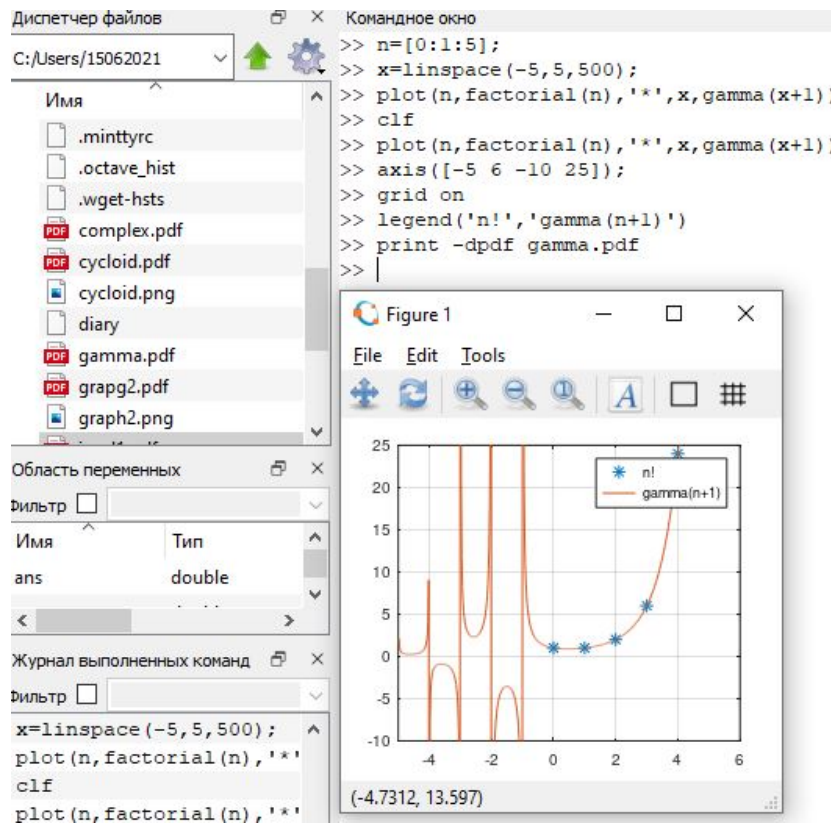 Диспетчер файлов
C:/Users/15062021
Имя
.minttyrc
.octave_hist
.wget-hsts
complex.pdf
cycloid.pdf
cycloid.png
diary
gamma.pdf
grapg2.pdf
graph2.png
Область переменных
Фильтр
Имя Тип
ans double
Журнал выполненных команд
Фильтр
x=linspace(-5,5,500);
plot(n,factorial(n),'*'
clf
plot(n,factorial(n),'*'
Командное окно
>> n=[0:1:5];
>> x=linspace(-5,5,500);
>> plot(n,factorial(n),'*',x,gamma(x+1))
>> clf
>> plot(n,factorial(n),'*',x,gamma(x+1))
>> axis([-5 6 -10 25]);
>> grid on
>> legend('n!','gamma(n+1)')
>> print -dpdf gamma.pdf
>>
Figure 1
File Edit Tools
A
n!
gamma(n+1)
25
20
15
10
5
0
-5
-10
-4 -2 0 2 4 6
(-4.7312, 13.597)